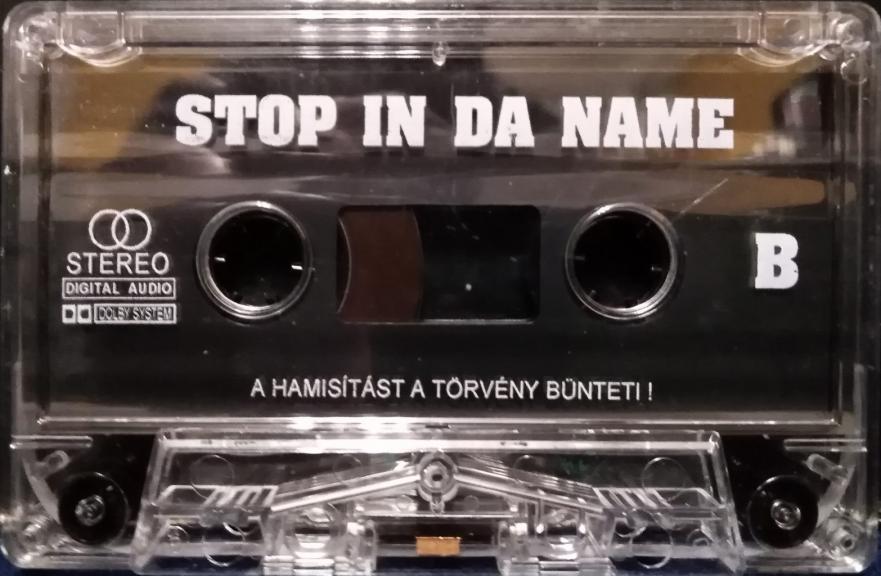 STOP IN DA NAME
B
STEREO
DIGITAL AUDIO
DOLBY SYSTEM
A HAMISÍTÁST A TÖRVÉNY BÜNTETI !